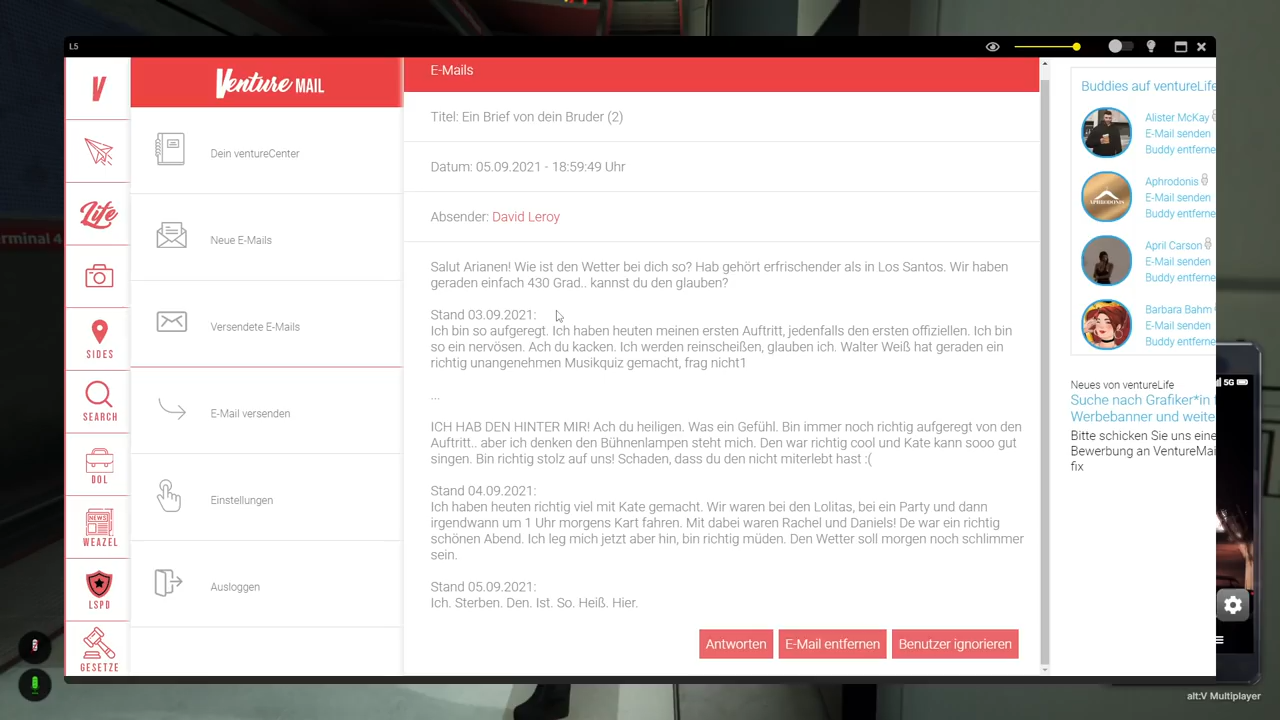 L5
V
Life
SIDES
SEARCH
DOL
NEWS
WEAZEL
LSPD
GESETZE
Venture MAIL
Dein ventureCenter
Neue E-Mails
Versendete E-Mails
E-Mail versenden
Einstellungen
Ausloggen
E-Mails
Titel: Ein Brief von dein Bruder (2)
Datum: 05.09.2021 - 18:59:49 Uhr
Absender: David Leroy
Salut Arianen! Wie ist den Wetter bei dich so? Hab gehört erfrischender als in Los Santos. Wir haben
geraden einfach 430 Grad.. kannst du den glauben?
Stand 03.09.2021:
Ich bin so aufgeregt. Ich haben heuten meinen ersten Auftritt, jedenfalls den ersten offiziellen. Ich bin
so ein nervösen. Ach du kacken. Ich werden reinscheißen, glauben ich. Walter Weiß hat geraden ein
richtig unangenehmen Musikquiz gemacht, frag nicht1
...
ICH HAB DEN HINTER MIR! Ach du heiligen. Was ein Gefühl. Bin immer noch richtig aufgeregt von den
Auftritt.. aber ich denken den Bühnenlampen steht mich. Den war richtig cool und Kate kann sooo gut
singen. Bin richtig stolz auf uns! Schaden, dass du den nicht miterlebt hast :(
Stand 04.09.2021:
Ich haben heuten richtig viel mit Kate gemacht. Wir waren bei den Lolitas, bei ein Party und dann
irgendwann um 1 Uhr morgens Kart fahren. Mit dabei waren Rachel und Daniels! De war ein richtig
schönen Abend. Ich leg mich jetzt aber hin, bin richtig müden. Den Wetter soll morgen noch schlimmer
sein.
Stand 05.09.2021:
Ich. Sterben. Den. Ist. So. Heiß. Hier.
Antworten
E-Mail entfernen
Benutzer ignorieren
Buddies auf ventureLife
Alister McKay
E-Mail senden
Buddy entferne
APHRODONIS
Aphrodonis
E-Mail senden
Buddy entferne
April Carson
E-Mail senden
Buddy entferne
Barbara Bahm
E-Mail senden
Buddy entferne
Neues von ventureLife
Suche nach Grafiker*in f
Werbebanner und weite
Bitte schicken Sie uns eine
Bewerbung an VentureMai
fix
rminal 4
5G
alt:V Multiplayer